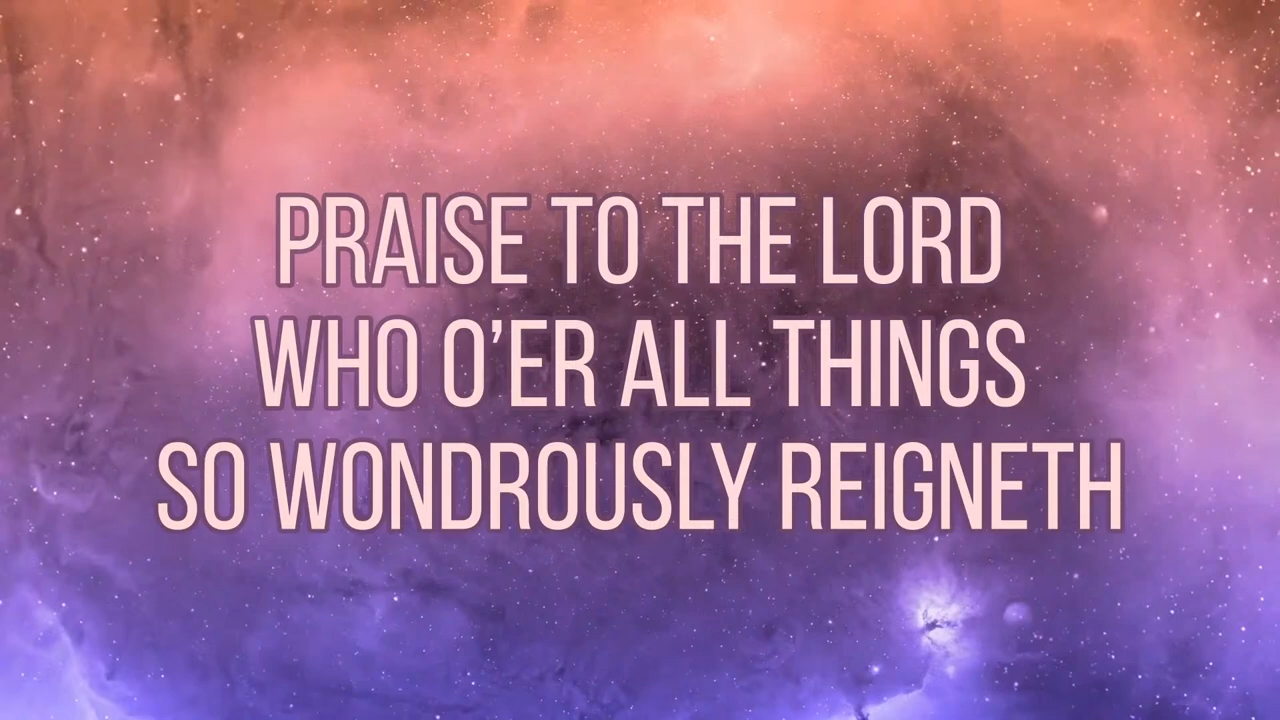 PRAISE TO THE LORD
WHO O’ER ALL THINGS
SO WONDROUSLY REIGNETH